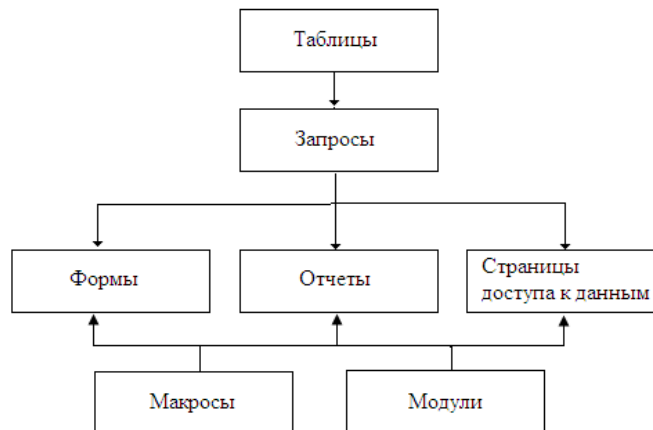 Таблицы
Запросы
Формы
Отчеты
Страницы
доступа к данным
Макросы
Модули